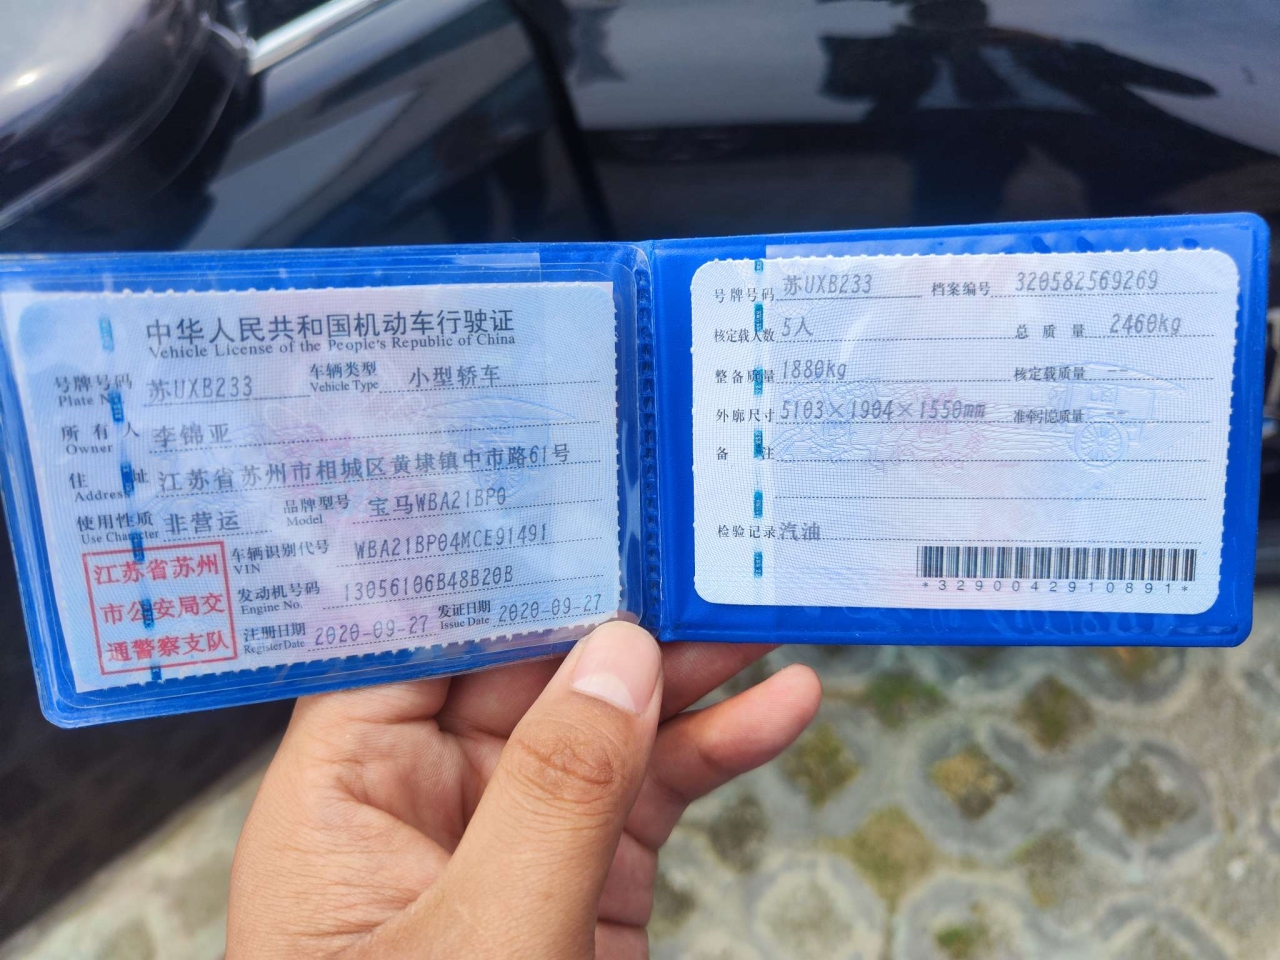 中华人民共和国机动车行驶证
Vehicle License of the People's Republic of China
号牌号码 苏UXB233 车辆类型 小型轿车
Plate No. Vehicle Type
所有人 李锦亚
Owner
住址 江苏省苏州市相城区黄埭镇中市路61号
Address
使用性质 非营运 品牌型号 宝马WBA21BP0
Use Character Model
江苏省苏州
市公安局交
通警察支队
车辆识别代号 WBA21BP04MCE91491
VIN
发动机号码 13056106B48B20B
Engine No.
注册日期 2020-09-27 发证日期 2020-09-27
Register Date Issue Date
号牌号码 苏UXB233 档案编号 320582569269
核定载人数 5人 总质量 2460kg
整备质量 1880kg 核定载质量 --
外廓尺寸 5103×1904×1550mm 准牵引总质量 --
备注
检验记录 汽油
*3290042910891*